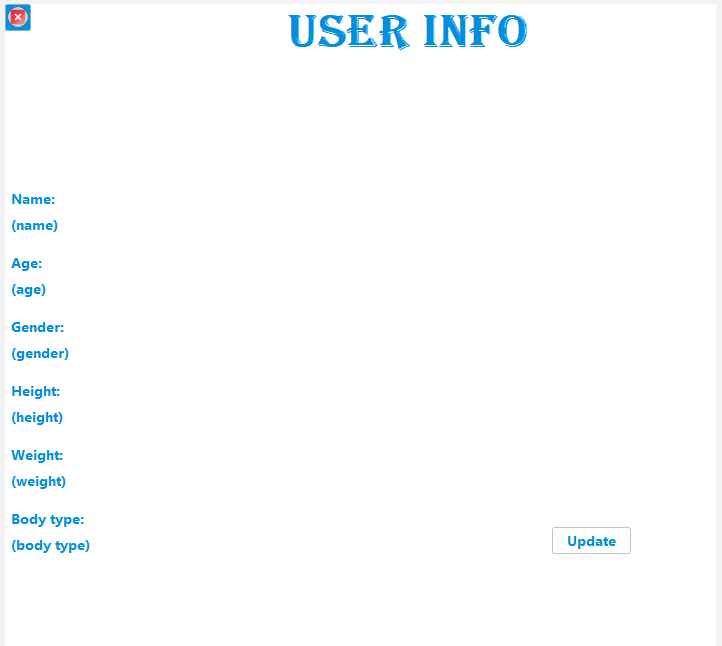 USER INFO
Name:
(name)
Age:
(age)
Gender:
(gender)
Height:
(height)
Weight:
(weight)
Body type:
(body type)
Update